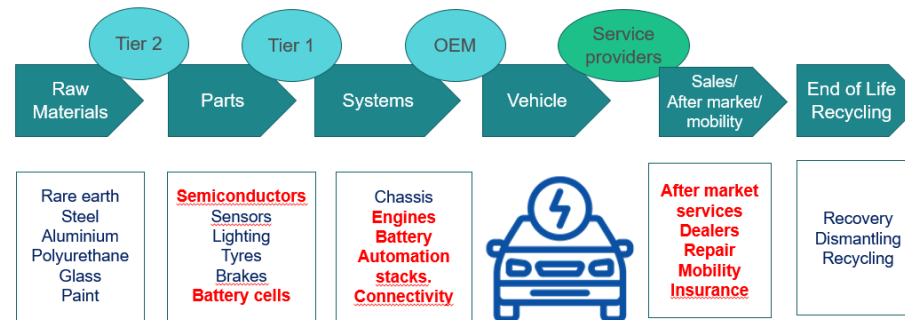 Tier 2
Tier 1
OEM
Service
providers
Raw
Materials
Parts
Systems
Vehicle
Sales/
After market/
mobility
End of Life
Recycling
Rare earth
Steel
Aluminium
Polyurethane
Glass
Paint
Semiconductors
Sensors
Lighting
Tyres
Brakes
Battery cells
Chassis
Engines
Battery
Automation
stacks.
Connectivity
After market
services
Dealers
Repair
Mobility
Insurance
Recovery
Dismantling
Recycling